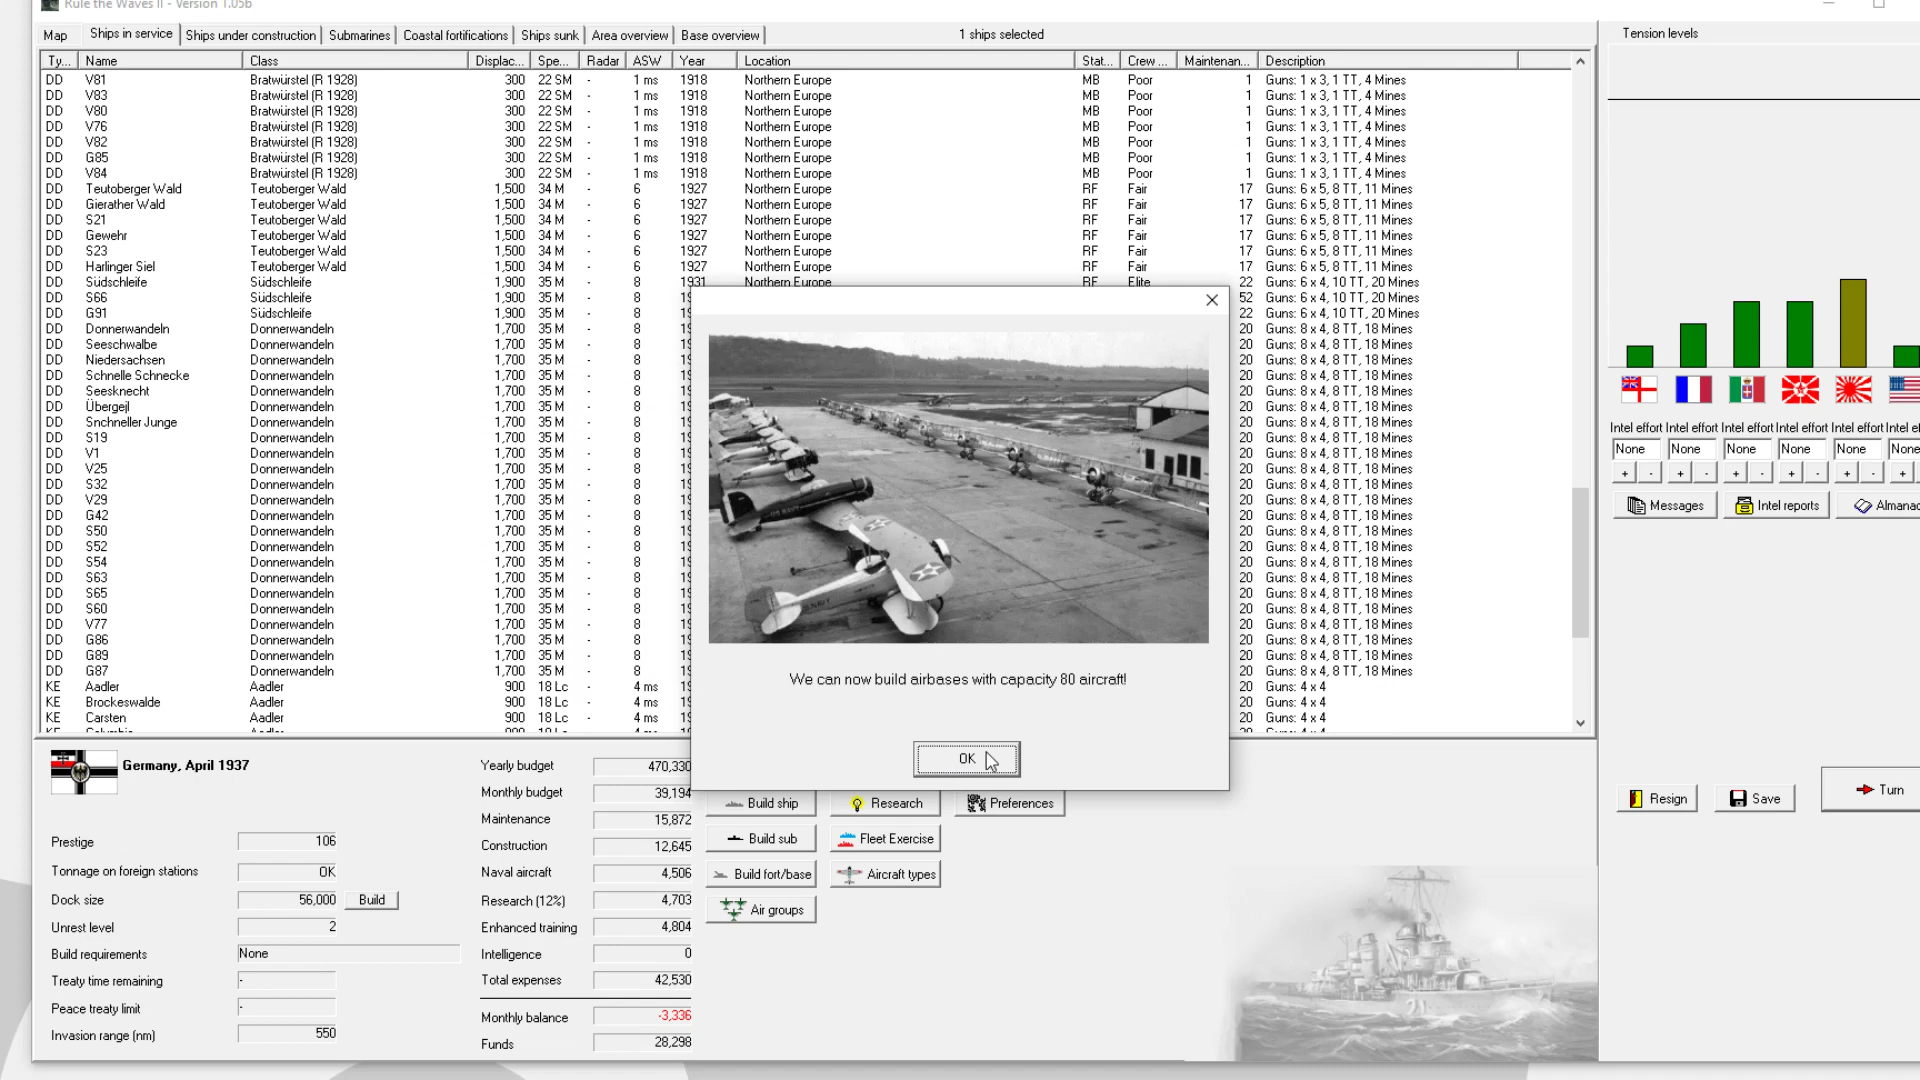 Rule the Waves II - Version 1.05b
Map Ships in service Ships under construction Submarines Coastal fortifications Ships sunk Area overview Base overview 1 ships selected Tension levels
Ty... Name Class Displac... Spe... Radar ASW Year Location Stat... Crew ... Maintenan... Description
DD V81 Bratwürstel (R 1928) 300 22 SM - 1 ms 1918 Northern Europe MB Poor 1 Guns: 1 x 3, 1 TT, 4 Mines
DD V83 Bratwürstel (R 1928) 300 22 SM - 1 ms 1918 Northern Europe MB Poor 1 Guns: 1 x 3, 1 TT, 4 Mines
DD V80 Bratwürstel (R 1928) 300 22 SM - 1 ms 1918 Northern Europe MB Poor 1 Guns: 1 x 3, 1 TT, 4 Mines
DD V76 Bratwürstel (R 1928) 300 22 SM - 1 ms 1918 Northern Europe MB Poor 1 Guns: 1 x 3, 1 TT, 4 Mines
DD V82 Bratwürstel (R 1928) 300 22 SM - 1 ms 1918 Northern Europe MB Poor 1 Guns: 1 x 3, 1 TT, 4 Mines
DD G85 Bratwürstel (R 1928) 300 22 SM - 1 ms 1918 Northern Europe MB Poor 1 Guns: 1 x 3, 1 TT, 4 Mines
DD V84 Bratwürstel (R 1928) 300 22 SM - 1 ms 1918 Northern Europe MB Poor 1 Guns: 1 x 3, 1 TT, 4 Mines
DD Teutoberger Wald Teutoberger Wald 1,500 34 M - 6 1927 Northern Europe RF Fair 17 Guns: 6 x 5, 8 TT, 11 Mines
DD Gierather Wald Teutoberger Wald 1,500 34 M - 6 1927 Northern Europe RF Fair 17 Guns: 6 x 5, 8 TT, 11 Mines
DD S21 Teutoberger Wald 1,500 34 M - 6 1927 Northern Europe RF Fair 17 Guns: 6 x 5, 8 TT, 11 Mines
DD Gewehr Teutoberger Wald 1,500 34 M - 6 1927 Northern Europe RF Fair 17 Guns: 6 x 5, 8 TT, 11 Mines
DD S23 Teutoberger Wald 1,500 34 M - 6 1927 Northern Europe RF Fair 17 Guns: 6 x 5, 8 TT, 11 Mines
DD Harlinger Siel Teutoberger Wald 1,500 34 M - 6 1927 Northern Europe RF Fair 17 Guns: 6 x 5, 8 TT, 11 Mines
DD Südschleife Südschleife 1,900 35 M - 8 1931 Northern Europe RF Elite 22 Guns: 6 x 4, 10 TT, 20 Mines
DD S66 Südschleife 1,900 35 M - 8 52 Guns: 6 x 4, 10 TT, 20 Mines
DD G91 Südschleife 1,900 35 M - 8 22 Guns: 6 x 4, 10 TT, 20 Mines
DD Donnerwandeln Donnerwandeln 1,700 35 M - 8 20 Guns: 8 x 4, 8 TT, 18 Mines
DD Seeschwalbe Donnerwandeln 1,700 35 M - 8 20 Guns: 8 x 4, 8 TT, 18 Mines
DD Niedersachsen Donnerwandeln 1,700 35 M - 8 20 Guns: 8 x 4, 8 TT, 18 Mines
DD Schnelle Schnecke Donnerwandeln 1,700 35 M - 8 20 Guns: 8 x 4, 8 TT, 18 Mines
DD Seesknecht Donnerwandeln 1,700 35 M - 8 20 Guns: 8 x 4, 8 TT, 18 Mines
DD Übergejl Donnerwandeln 1,700 35 M - 8 20 Guns: 8 x 4, 8 TT, 18 Mines
DD Snchneller Junge Donnerwandeln 1,700 35 M - 8 20 Guns: 8 x 4, 8 TT, 18 Mines
DD S19 Donnerwandeln 1,700 35 M - 8 20 Guns: 8 x 4, 8 TT, 18 Mines
DD V1 Donnerwandeln 1,700 35 M - 8 20 Guns: 8 x 4, 8 TT, 18 Mines
DD V25 Donnerwandeln 1,700 35 M - 8 20 Guns: 8 x 4, 8 TT, 18 Mines
DD S32 Donnerwandeln 1,700 35 M - 8 20 Guns: 8 x 4, 8 TT, 18 Mines
DD V29 Donnerwandeln 1,700 35 M - 8 20 Guns: 8 x 4, 8 TT, 18 Mines
DD G42 Donnerwandeln 1,700 35 M - 8 20 Guns: 8 x 4, 8 TT, 18 Mines
DD S50 Donnerwandeln 1,700 35 M - 8 20 Guns: 8 x 4, 8 TT, 18 Mines
DD S52 Donnerwandeln 1,700 35 M - 8 20 Guns: 8 x 4, 8 TT, 18 Mines
DD S54 Donnerwandeln 1,700 35 M - 8 20 Guns: 8 x 4, 8 TT, 18 Mines
DD S63 Donnerwandeln 1,700 35 M - 8 20 Guns: 8 x 4, 8 TT, 18 Mines
DD S65 Donnerwandeln 1,700 35 M - 8 20 Guns: 8 x 4, 8 TT, 18 Mines
DD S60 Donnerwandeln 1,700 35 M - 8 20 Guns: 8 x 4, 8 TT, 18 Mines
DD V77 Donnerwandeln 1,700 35 M - 8 20 Guns: 8 x 4, 8 TT, 18 Mines
DD G86 Donnerwandeln 1,700 35 M - 8 20 Guns: 8 x 4, 8 TT, 18 Mines
DD G89 Donnerwandeln 1,700 35 M - 8 20 Guns: 8 x 4, 8 TT, 18 Mines
DD G87 Donnerwandeln 1,700 35 M - 8 20 Guns: 8 x 4, 8 TT, 18 Mines
KE Aadler Aadler 900 18 Lc - 4 ms 20 Guns: 4 x 4
KE Brockeswalde Aadler 900 18 Lc - 4 ms 20 Guns: 4 x 4
KE Carsten Aadler 900 18 Lc - 4 ms 20 Guns: 4 x 4
We can now build airbases with capacity 80 aircraft!
OK
Intel effort Intel effort Intel effort Intel effort Intel effort Intel ef
None None None None None None
+ - + - + - + - + - +
Messages Intel reports Almanac
Resign Save Turn
Germany, April 1937
Prestige 106
Tonnage on foreign stations OK
Dock size 56,000 Build
Unrest level 2
Build requirements None
Treaty time remaining -
Peace treaty limit -
Invasion range (nm) 550
Yearly budget 470,330
Monthly budget 39,194
Maintenance 15,872
Construction 12,645
Naval aircraft 4,506
Research (12%) 4,703
Enhanced training 4,804
Intelligence 0
Total expenses 42,530
Monthly balance -3,336
Funds 28,298
Build ship Research Preferences
Build sub Fleet Exercise
Build fort/base Aircraft types
Air groups